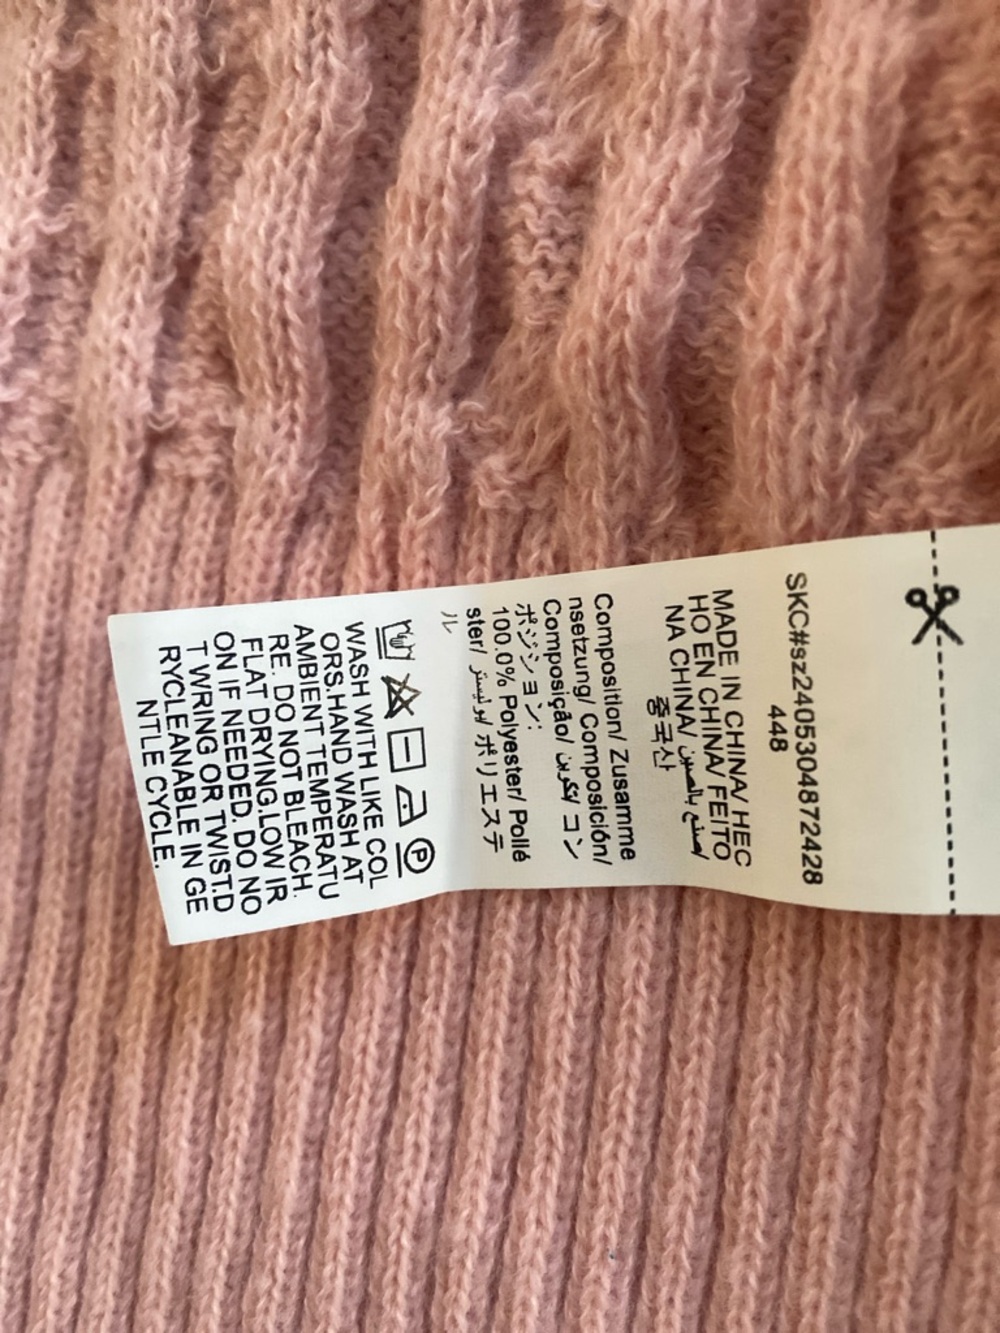 SKC#sz2405304872428
448
MADE IN CHINA/ HEC
HO EN CHINA/ FEITO
NA CHINA/ صنع بالصين/
중국산
Composition/ Zusamme
nsetzung/ Composición/
Composição/ تكوين/ コン
ポジション:
100.0% Polyester/ Polié
ster/ بوليستر/ ポリエステ
ル
WASH WITH LIKE COL
ORS.HAND WASH AT
AMBIENT TEMPERATU
RE. DO NOT BLEACH.
FLAT DRYING.LOW IR
ON IF NEEDED. DO NO
T WRING OR TWIST.D
RYCLEANABLE IN GE
NTLE CYCLE.